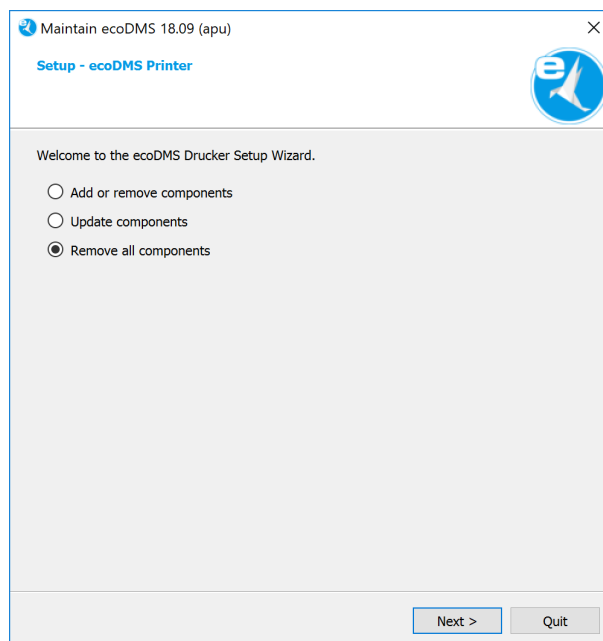 Maintain ecoDMS 18.09 (apu)
Setup - ecoDMS Printer
e
Welcome to the ecoDMS Drucker Setup Wizard.
Add or remove components
Update components
Remove all components
Next >
Quit